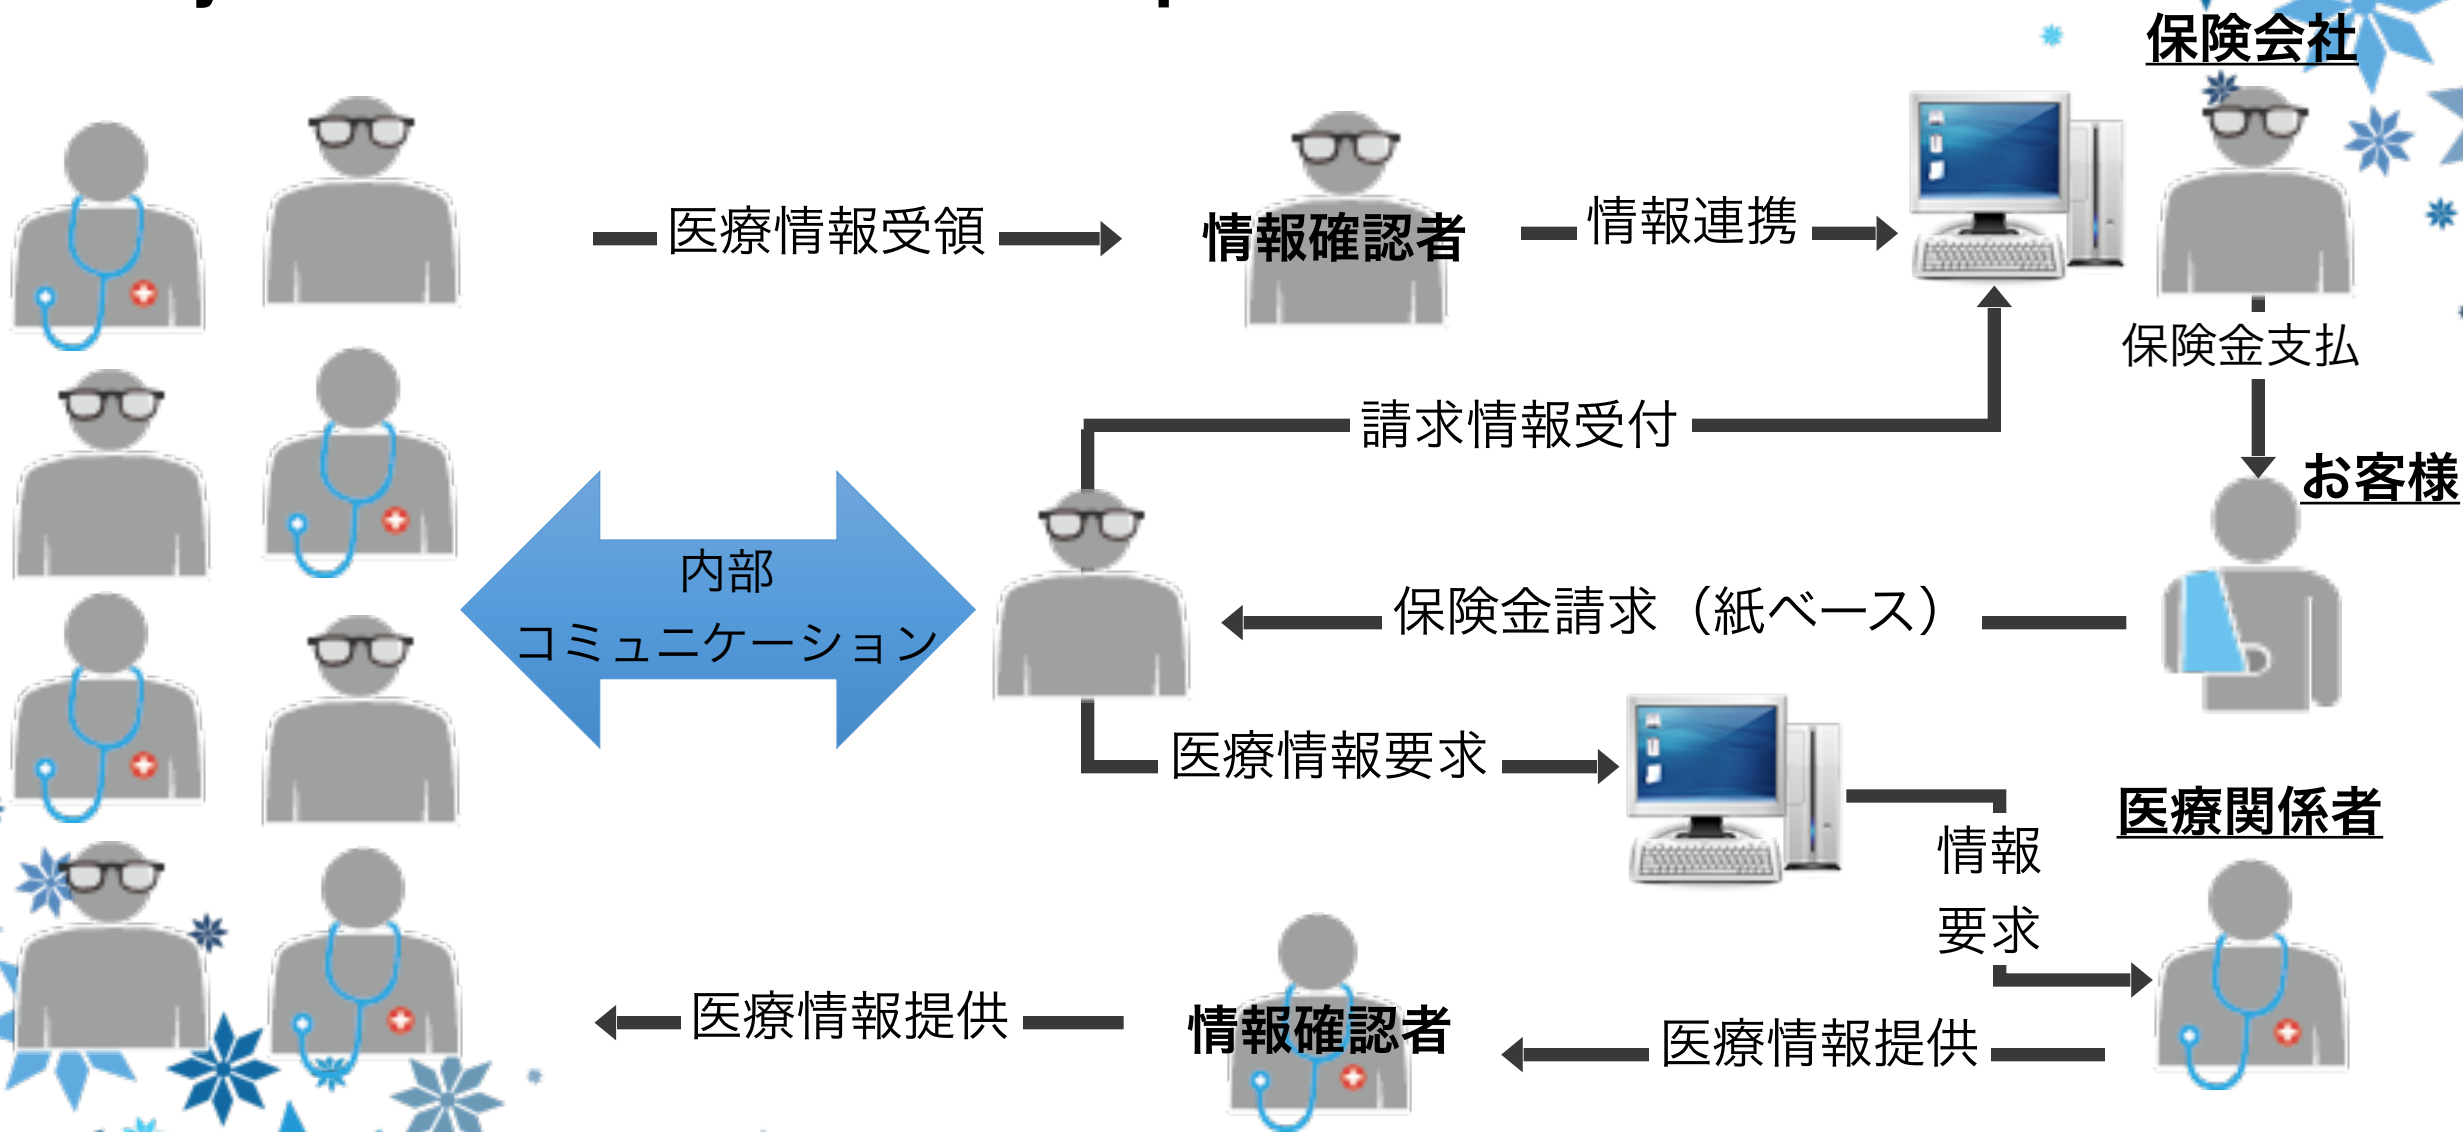 保険会社
医療情報受領
情報確認者
情報連携
保険金支払
請求情報受付
お客様
内部
コミュニケーション
保険金請求（紙ベース）
医療情報要求
医療関係者
情報
要求
医療情報提供
情報確認者
医療情報提供